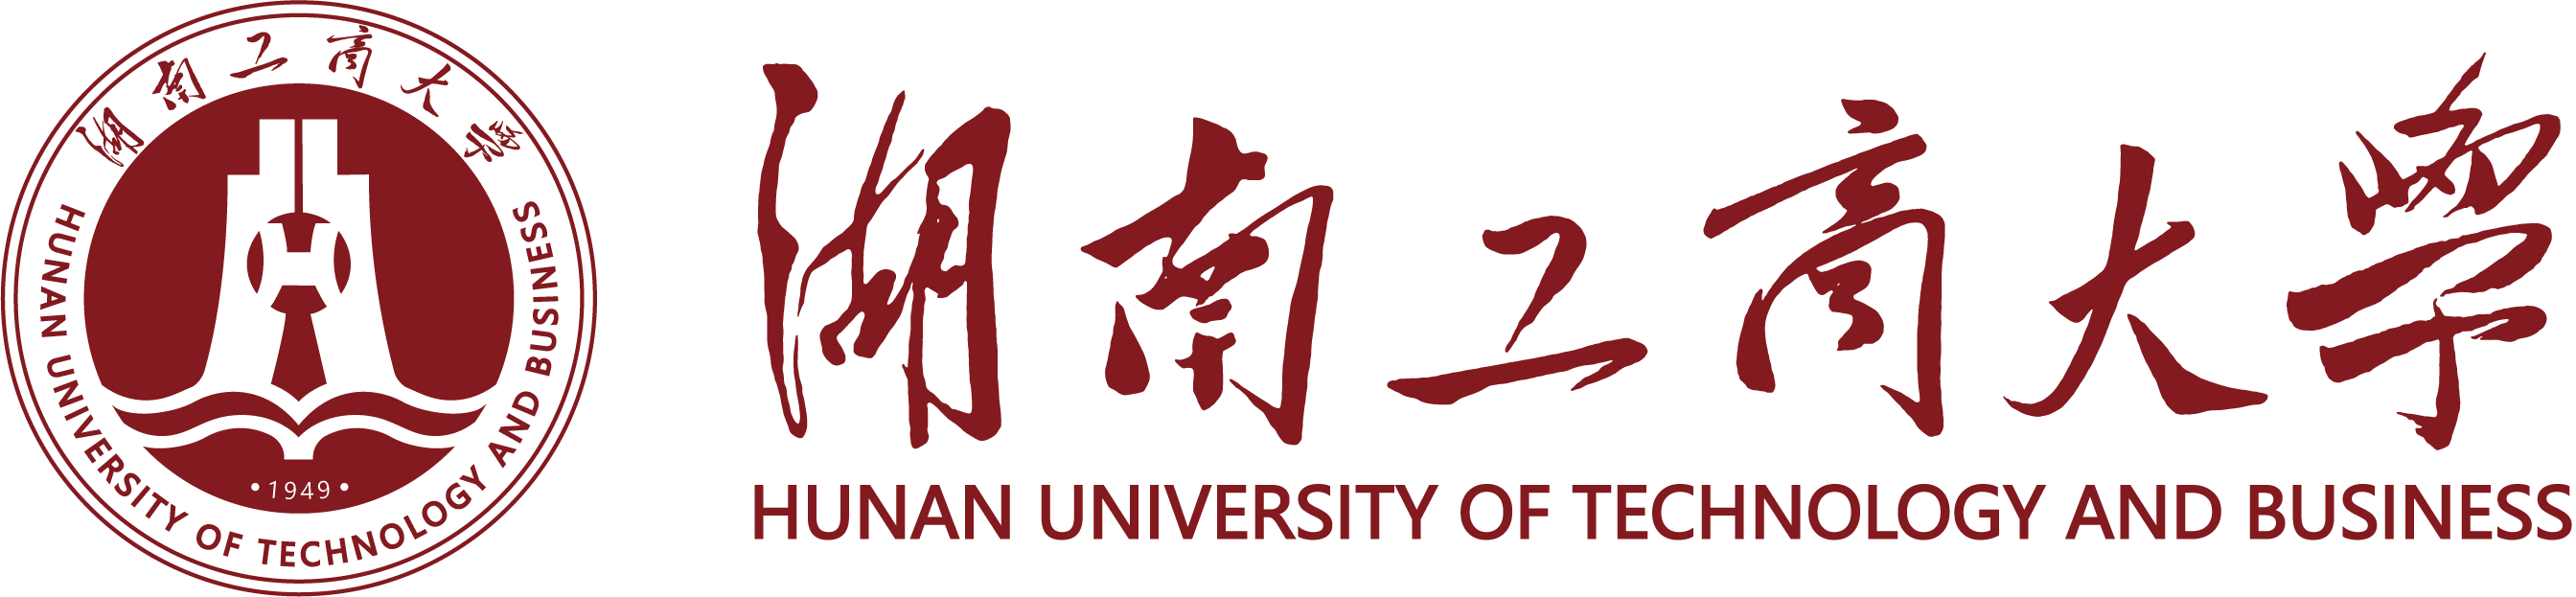 湖南工商大学
HUNAN UNIVERSITY OF TECHNOLOGY AND BUSINESS
1949
湖南工商大學
HUNAN UNIVERSITY OF TECHNOLOGY AND BUSINESS